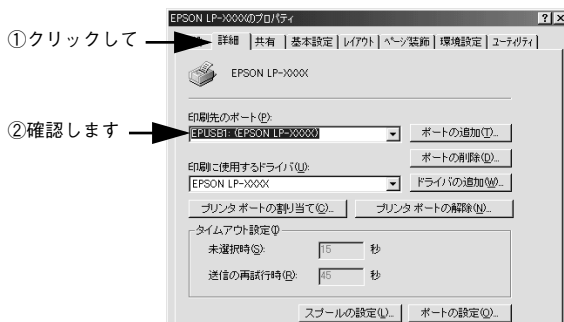 EPSON LP-XXXXのプロパティ
①クリックして
詳細 共有 基本設定 レイアウト ページ装飾 環境設定 ユーティリティ
EPSON LP-XXXX
印刷先のポート(P):
②確認します
EPUSB1: (EPSON LP-XXXX)
ポートの追加(T)...
ポートの削除(D)...
印刷に使用するドライバ(U):
EPSON LP-XXXX
ドライバの追加(W)...
プリンタ ポートの割り当て(C)...
プリンタ ポートの解除(N)...
タイムアウト設定
未選択時(S):
15
秒
送信の再試行時(R):
45
秒
スプールの設定(L)...
ポートの設定(O)...